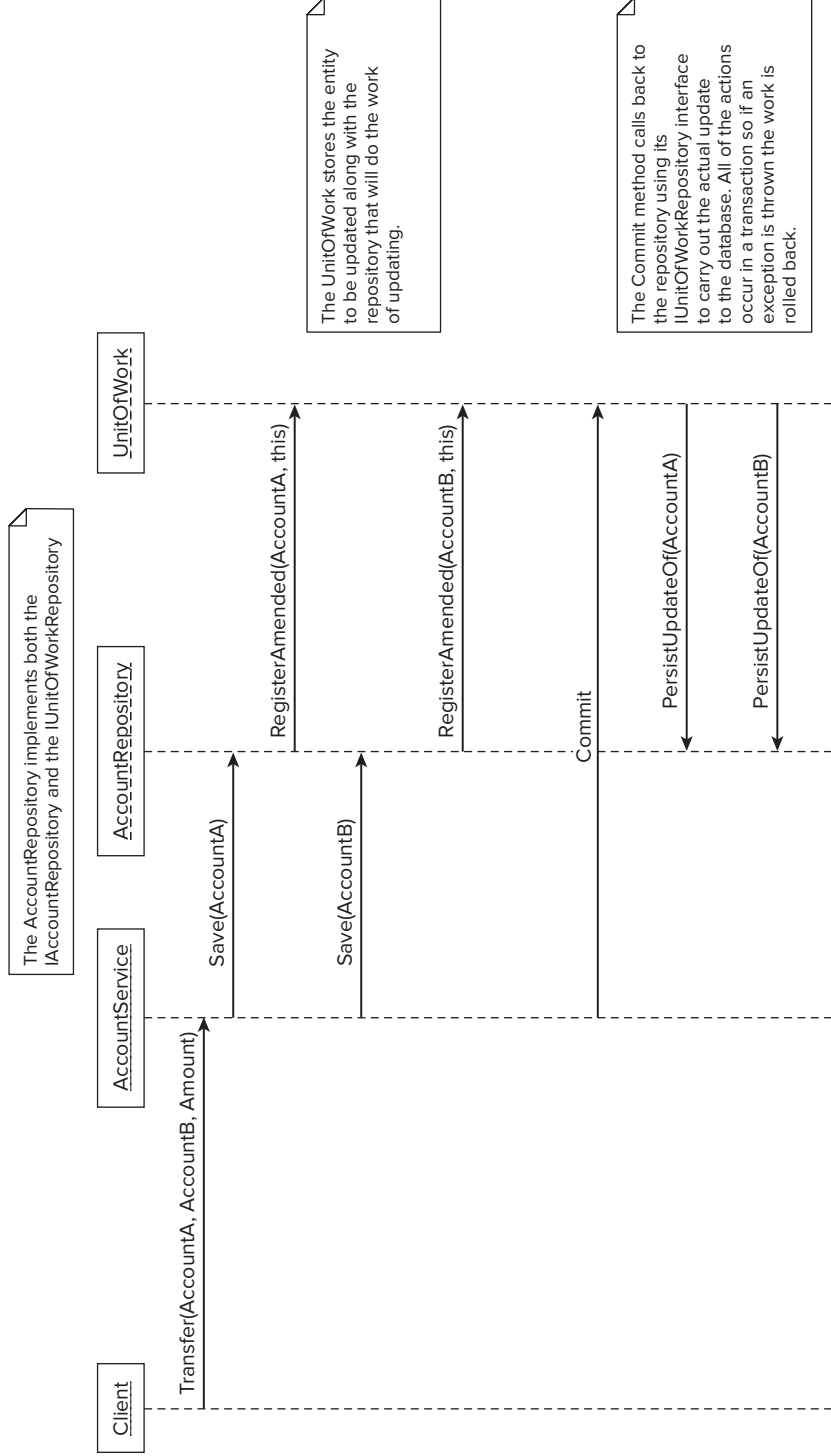 The AccountRepository implements both the
IAccountRepository and the IUnitOfWorkRepository
Client
AccountService
AccountRepository
UnitOfWork
Transfer(AccountA, AccountB, Amount)
Save(AccountA)
RegisterAmended(AccountA, this)
The UnitOfWork stores the entity
to be updated along with the
repository that will do the work
of updating.
Save(AccountB)
RegisterAmended(AccountB, this)
Commit
The Commit method calls back to
the repository using its
IUnitOfWorkRepository interface
to carry out the actual update
to the database. All of the actions
occur in a transaction so if an
exception is thrown the work is
rolled back.
PersistUpdateOf(AccountA)
PersistUpdateOf(AccountB)